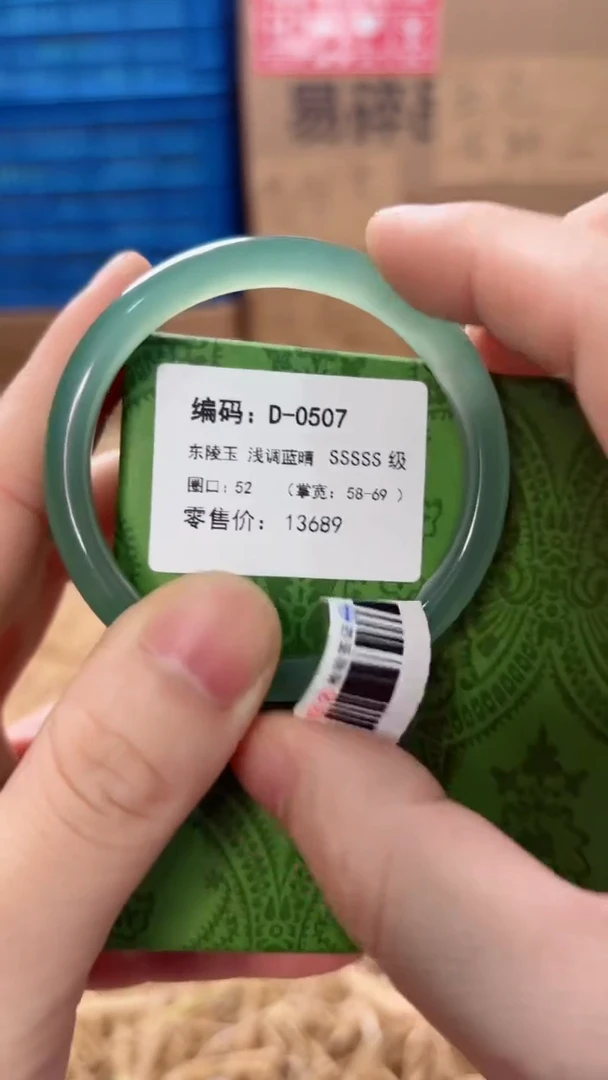 易碎
编码：D-0507
东陵玉 浅调蓝晴 SSSSS 级
圈口：52 （掌宽：58-69 ）
零售价： 13689